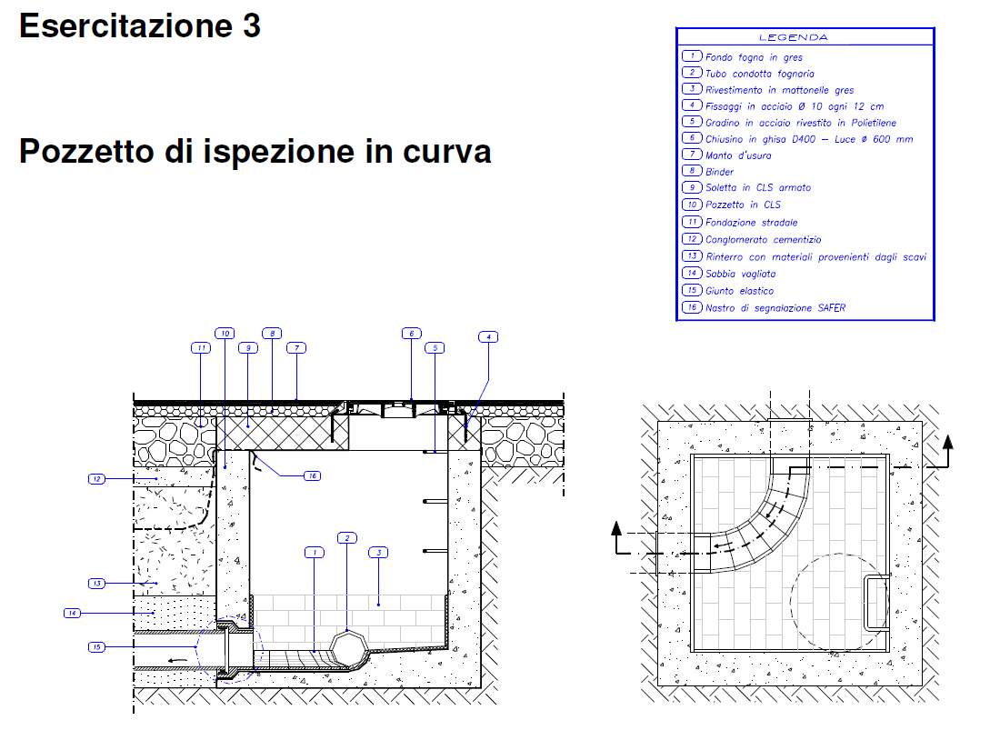 Esercitazione 3
Pozzetto di ispezione in curva
LEGENDA
1 Fondo fogna in gres
2 Tubo condotta fognaria
3 Rivestimento in mattonelle gres
4 Fissaggi in acciaio Ø 10 ogni 12 cm
5 Gradino in acciaio rivestito in Polietilene
6 Chiusino in ghisa D400 – Luce Ø 600 mm
7 Manto d'usura
8 Binder
9 Soletta in CLS armato
10 Pozzetto in CLS
11 Fondazione stradale
12 Conglomerato cementizio
13 Rinterro con materiali provenienti dagli scavi
14 Sabbia vagliata
15 Giunto elastico
16 Nastro di segnalazione SAFER
10 8 6
11 9 7 5 4
12 16
2
1 3
13
14
15